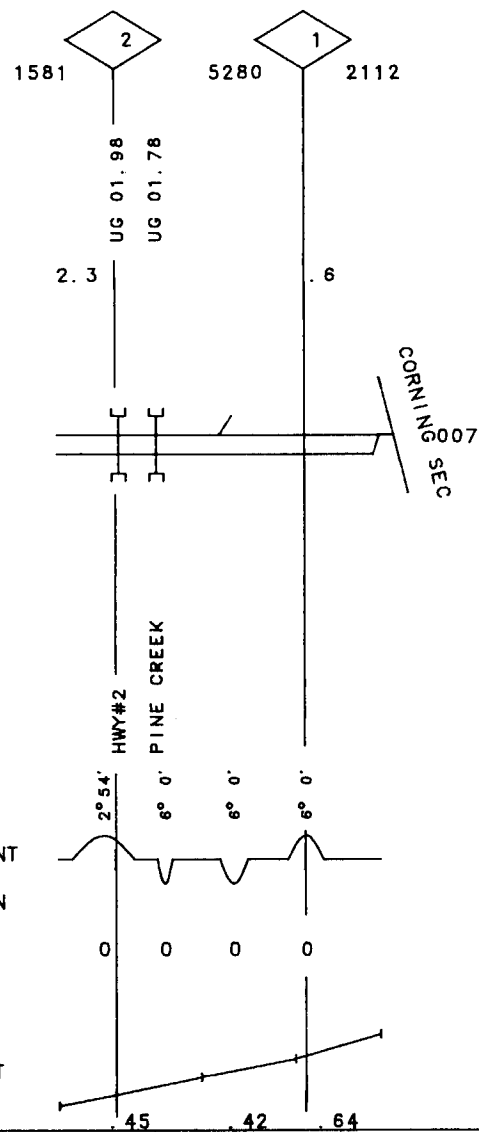 2 1
1581 5280 2112
UG 01.98
UG 01.78
2.3 .6
CORNING SEC
007
HWY#2
PINE CREEK
2°54' 6° 0' 6° 0' 6° 0'
NT
N
0 0 0 0
T
.45 .42 .64